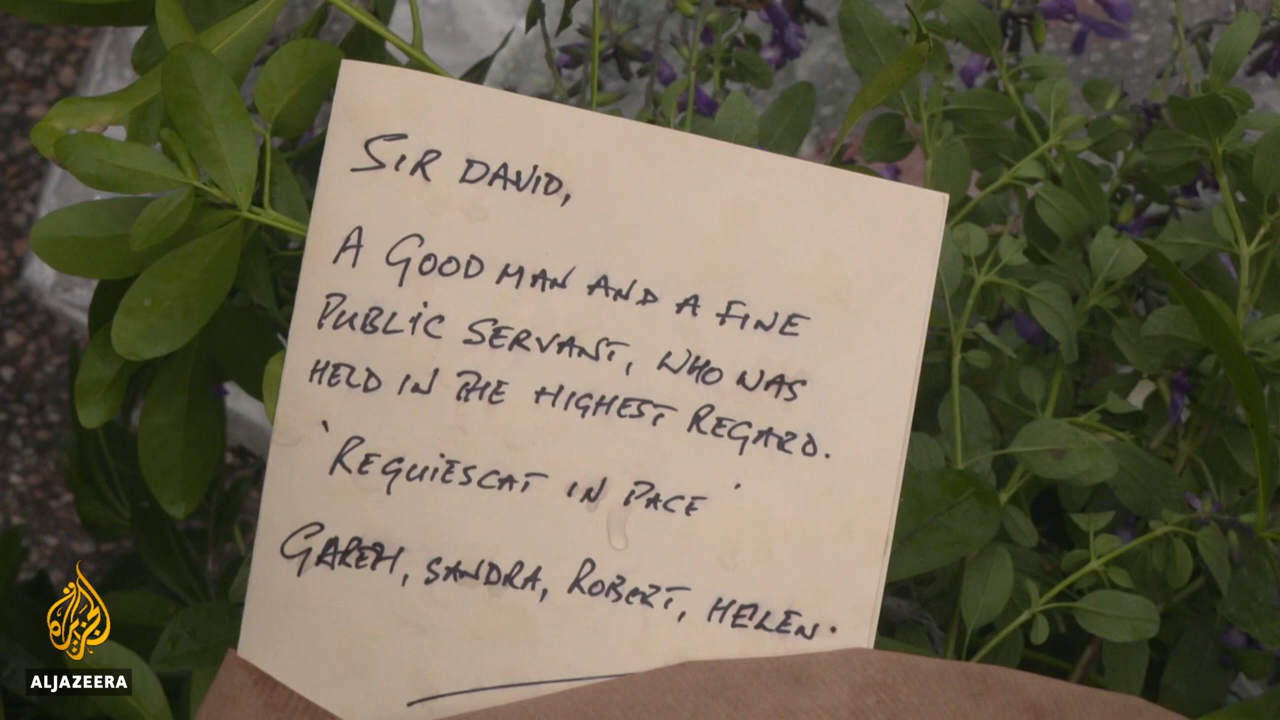 SIR DAVID,
A GOOD MAN AND A FINE
PUBLIC SERVANT, WHO WAS
HELD IN THE HIGHEST REGARD.
'REQUIESCAT IN PACE'
GARETH, SANDRA, ROBERT, HELEN.
الجزيرة
ALJAZEERA